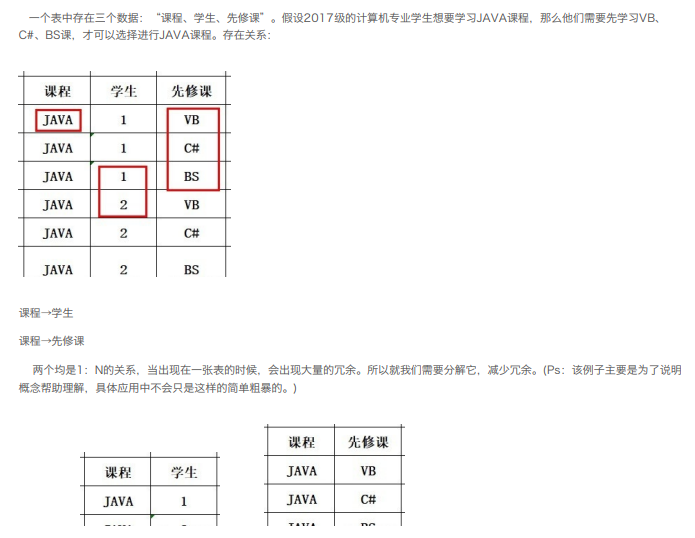 一个表中存在三个数据：“课程、学生、先修课”。假设2017级的计算机专业学生想要学习JAVA课程，那么他们需要先学习VB、
C#、BS课，才可以选择进行JAVA课程。存在关系：
课程 学生 先修课
JAVA 1 VB
JAVA 1 C#
JAVA 1 BS
JAVA 2 VB
JAVA 2 C#
JAVA 2 BS
课程→学生
课程→先修课
两个均是1：N的关系，当出现在一张表的时候，会出现大量的冗余。所以就我们需要分解它，减少冗余。(Ps：该例子主要是为了说明
概念帮助理解，具体应用中不会只是这样的简单粗暴的。)
课程 学生
JAVA 1
课程 先修课
JAVA VB
JAVA C#
JAVA BS